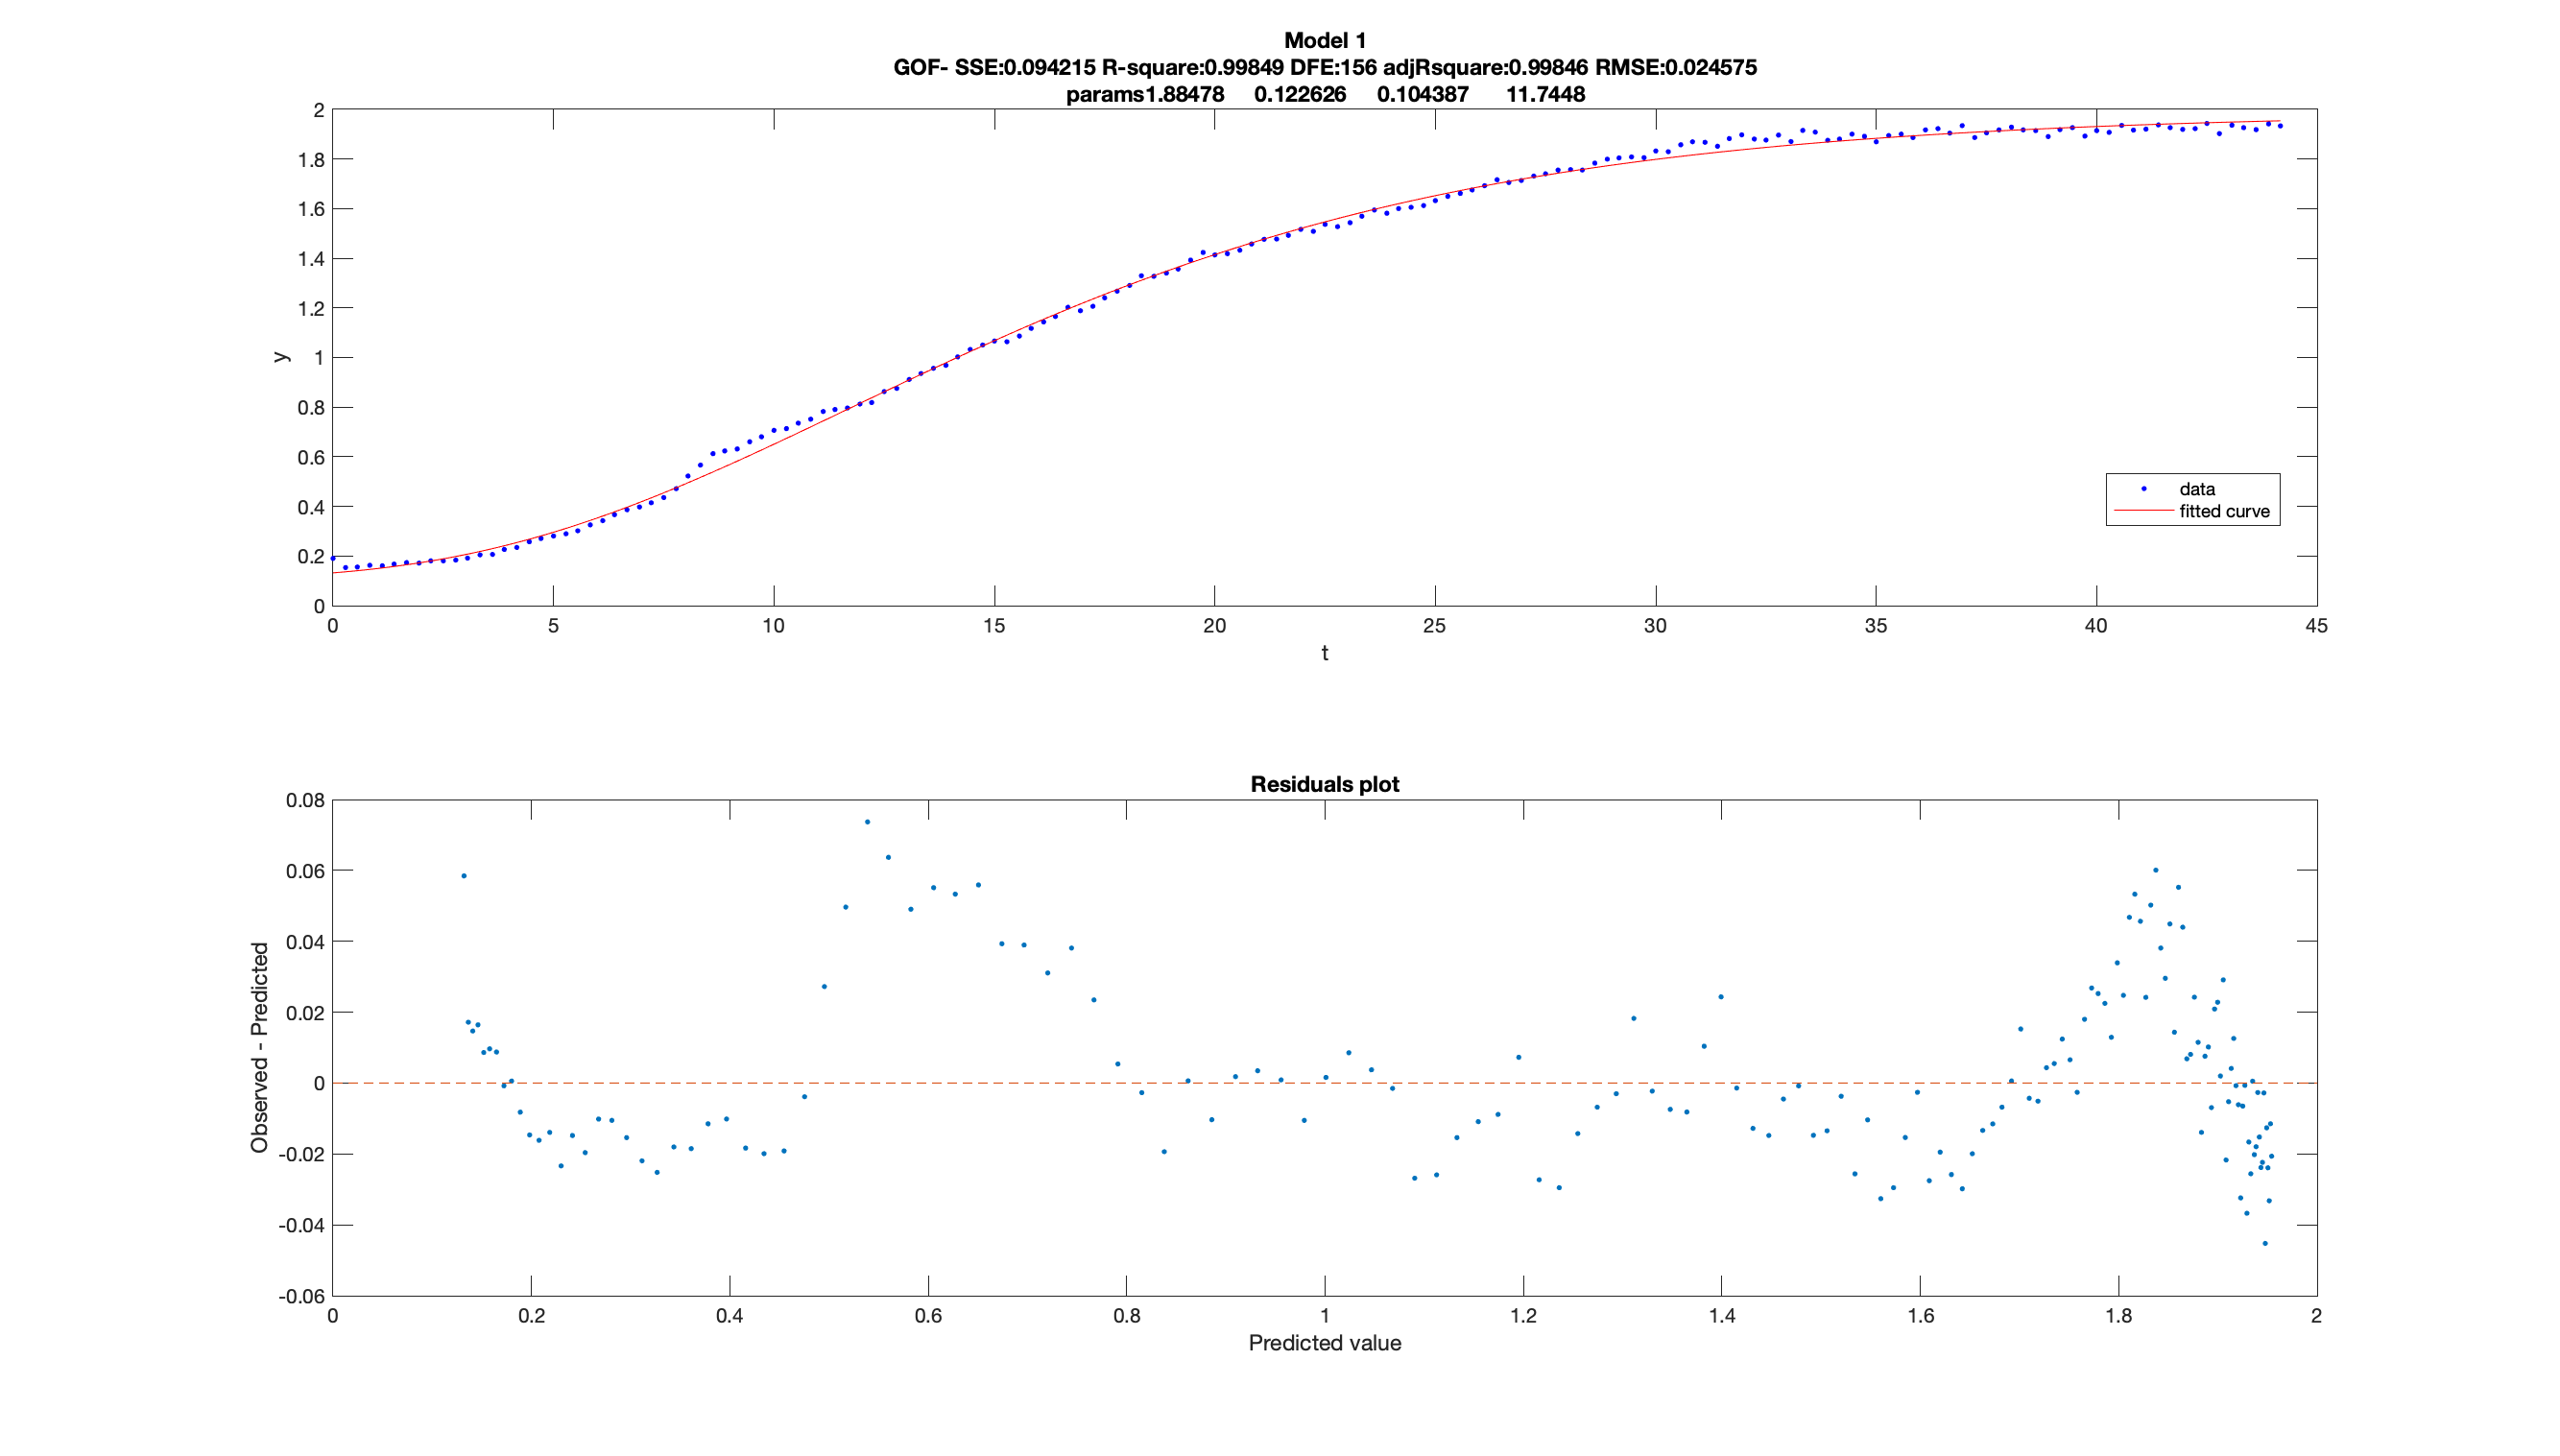 Model 1
GOF- SSE:0.094215 R-square:0.99849 DFE:156 adjRsquare:0.99846 RMSE:0.024575
params1.88478 0.122626 0.104387 11.7448
2
1.8
1.6
1.4
1.2
1
0.8
0.6
0.4
0.2
0
y
data
fitted curve
0 5 10 15 20 25 30 35 40 45
t
Residuals plot
0.08
0.06
0.04
0.02
0
-0.02
-0.04
-0.06
Observed - Predicted
0 0.2 0.4 0.6 0.8 1 1.2 1.4 1.6 1.8 2
Predicted value